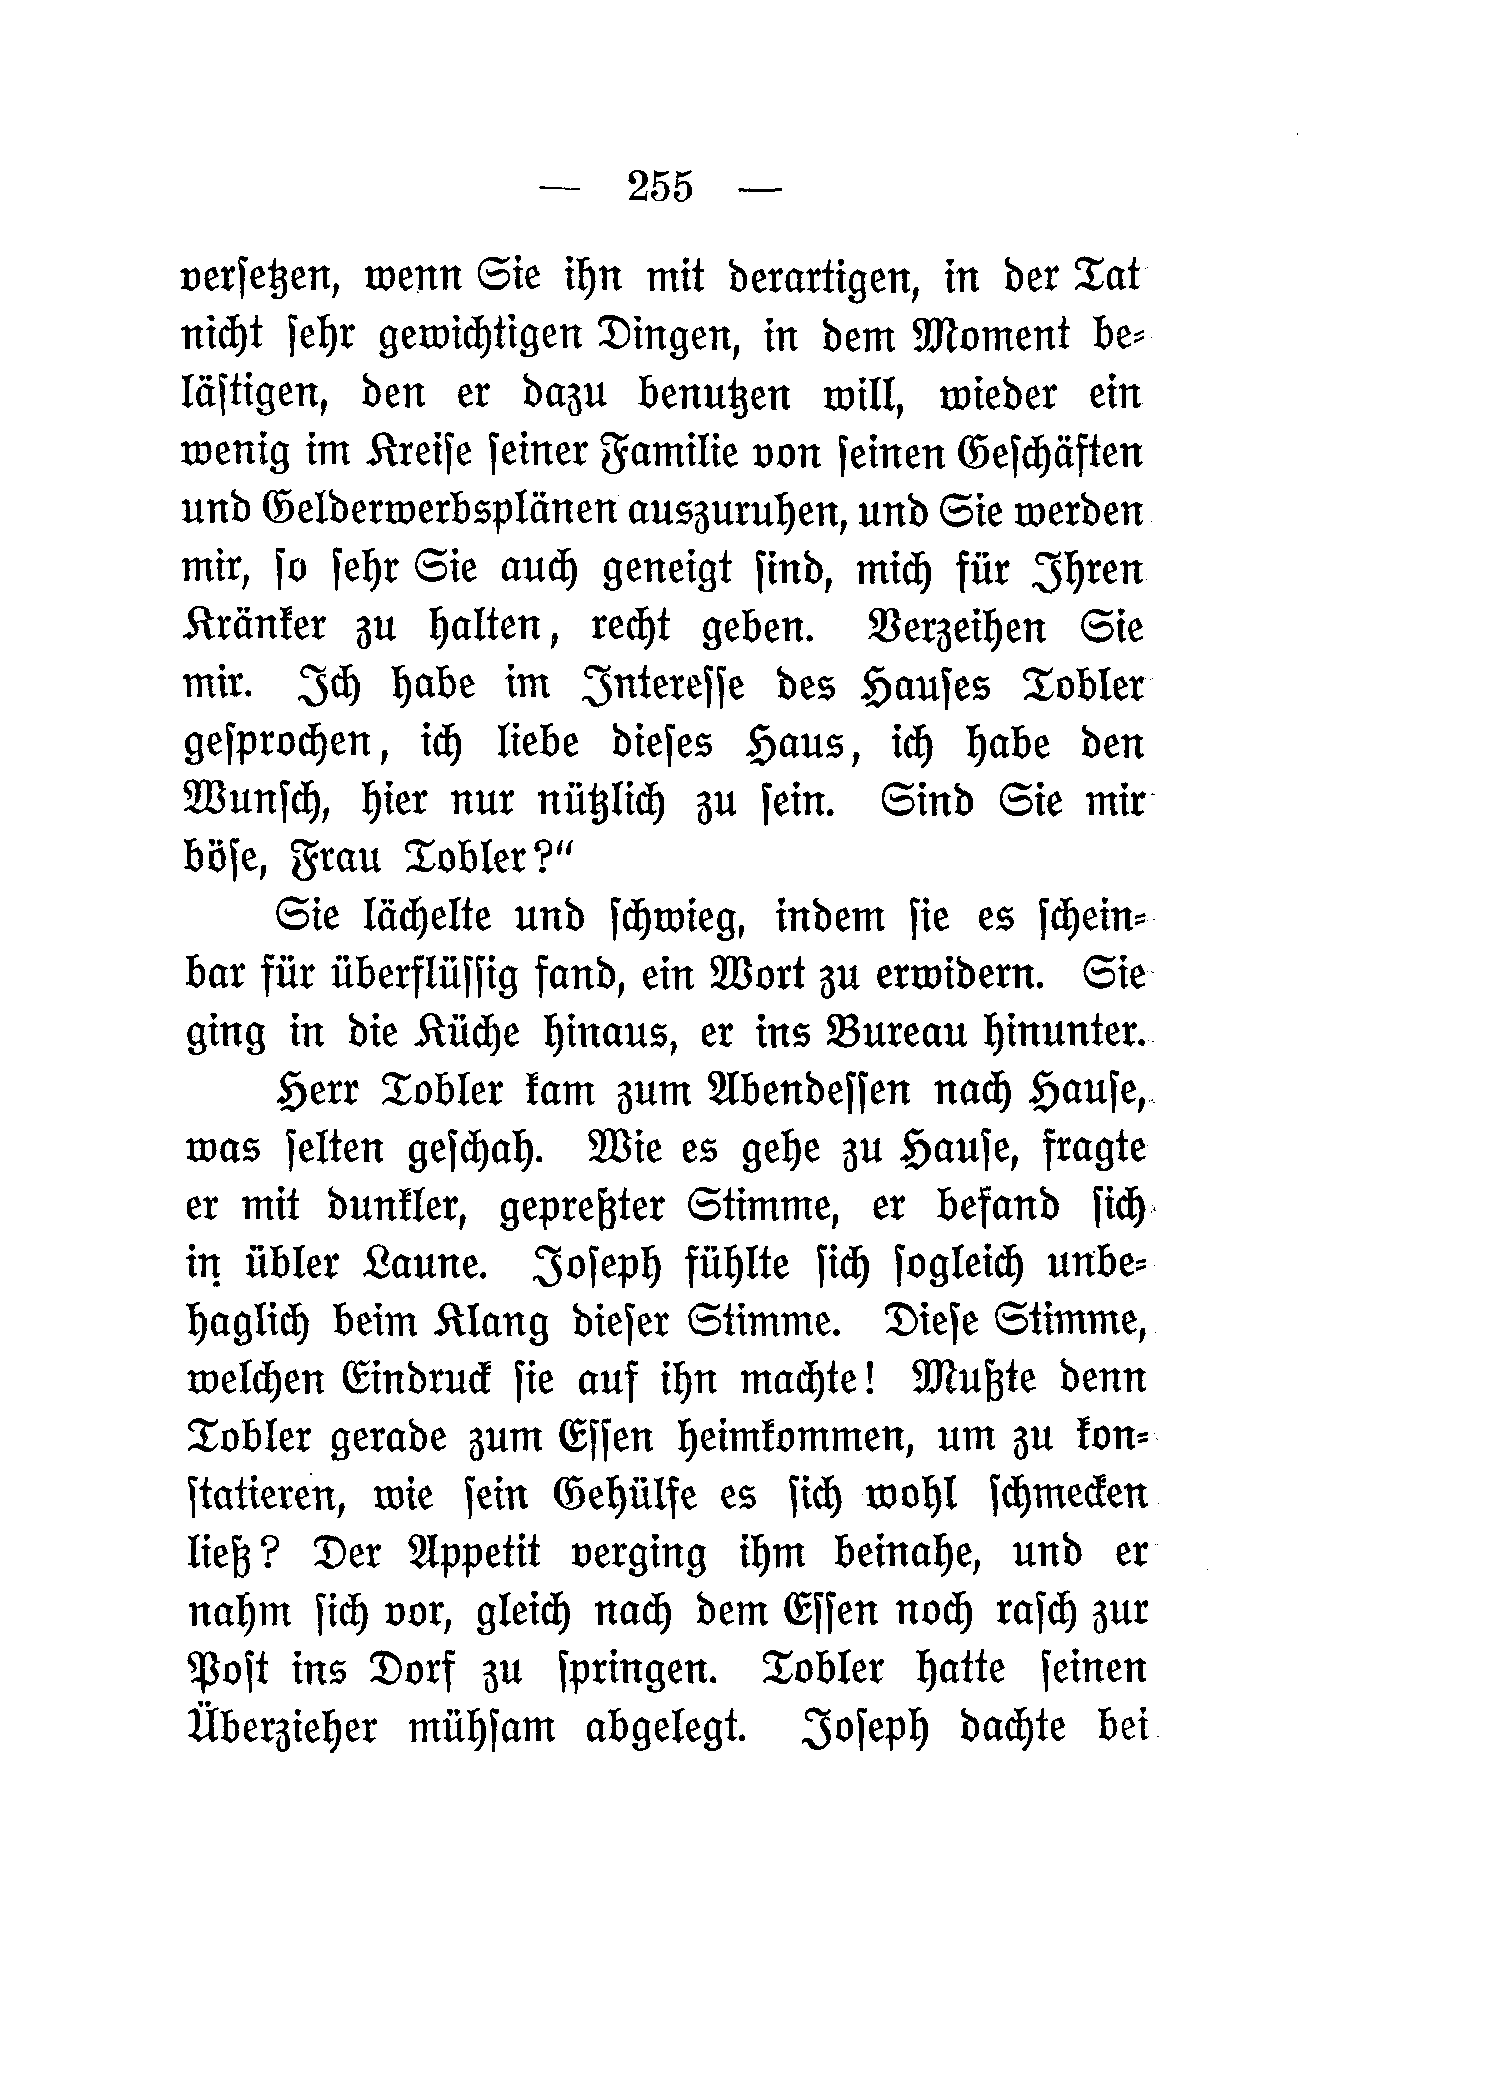 — 255 —
verſetzen, wenn Sie ihn mit derartigen, in der Tat
nicht ſehr gewichtigen Dingen, in dem Moment be⸗
läſtigen, den er dazu benutzen will, wieder ein
wenig im Kreiſe ſeiner Familie von ſeinen Geſchäften
und Gelderwerbsplänen auszuruhen, und Sie werden
mir, ſo ſehr Sie auch geneigt ſind, mich für Ihren
Kränker zu halten, recht geben. Verzeihen Sie
mir. Ich habe im Intereſſe des Hauſes Tobler
geſprochen, ich liebe dieſes Haus, ich habe den
Wunſch, hier nur nützlich zu ſein. Sind Sie mir
böſe, Frau Tobler?“
Sie lächelte und ſchwieg, indem ſie es ſchein⸗
bar für überflüſſig fand, ein Wort zu erwidern. Sie
ging in die Küche hinaus, er ins Bureau hinunter.
Herr Tobler kam zum Abendeſſen nach Hauſe,
was ſelten geſchah. Wie es gehe zu Hauſe, fragte
er mit dunkler, gepreßter Stimme, er befand ſich
in übler Laune. Joſeph fühlte ſich ſogleich unbe⸗
haglich beim Klang dieſer Stimme. Dieſe Stimme,
welchen Eindruck ſie auf ihn machte! Mußte denn
Tobler gerade zum Eſſen heimkommen, um zu kon⸗
ſtatieren, wie ſein Gehülfe es ſich wohl ſchmecken
ließ? Der Appetit verging ihm beinahe, und er
nahm ſich vor, gleich nach dem Eſſen noch raſch zur
Poſt ins Dorf zu ſpringen. Tobler hatte ſeinen
Überzieher mühſam abgelegt. Joſeph dachte bei